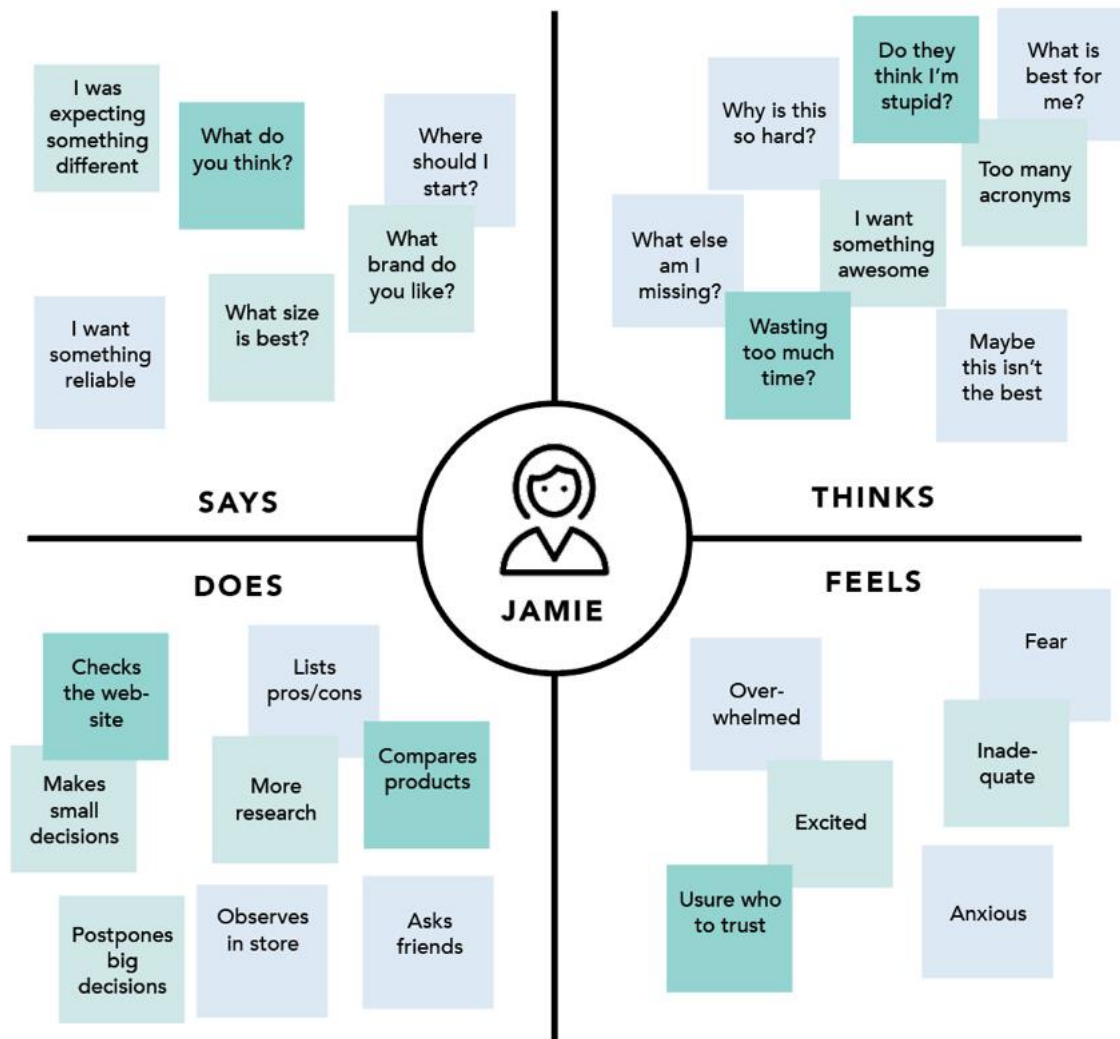 I was
expecting
something
different
What do
you think?
Where
should I
start?
What
brand do
you like?
What size
is best?
I want
something
reliable
SAYS
Do they
think I'm
stupid?
What is
best for
me?
Why is this
so hard?
Too many
acronyms
I want
something
awesome
What else
am I
missing?
Wasting
too much
time?
Maybe
this isn't
the best
THINKS
JAMIE
DOES
Checks
the web-
site
Lists
pros/cons
Compares
products
Makes
small
decisions
More
research
Postpones
big
decisions
Observes
in store
Asks
friends
FEELS
Fear
Over-
whelmed
Inade-
quate
Excited
Usure who
to trust
Anxious